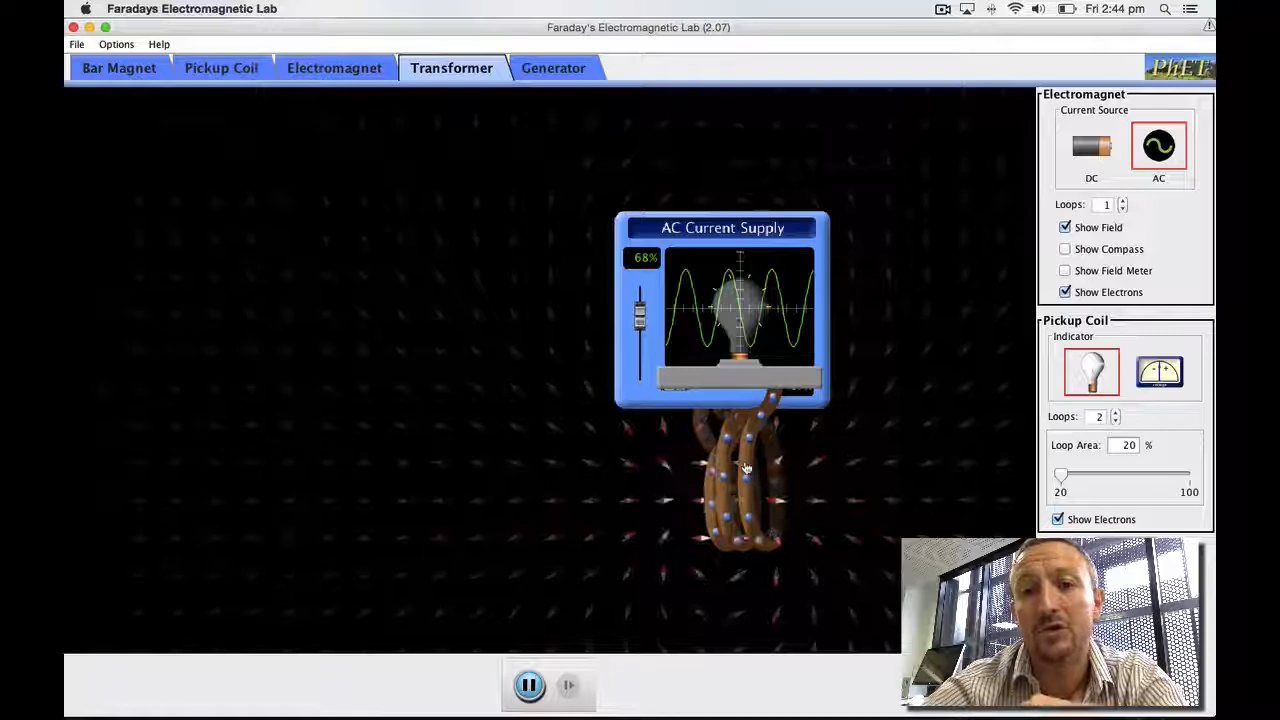 Faradays Electromagnetic Lab
Fri 2:44 pm
Faraday's Electromagnetic Lab (2.07)
File Options Help
Bar Magnet Pickup Coil Electromagnet Transformer Generator
PhET
Electromagnet
Current Source
DC AC
Loops: 1
Show Field
Show Compass
Show Field Meter
Show Electrons
AC Current Supply
68%
Pickup Coil
Indicator
Loops: 2
Loop Area: 20 %
20 100
Show Electrons